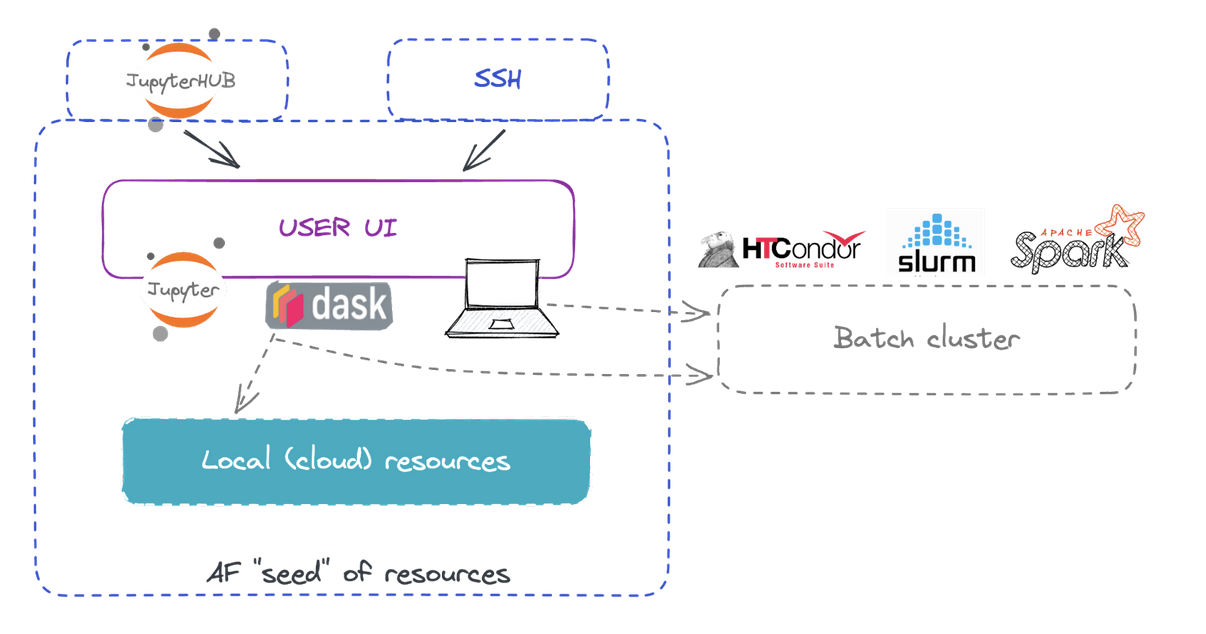 JupyterHUB
SSH
USER UI
Jupyter
dask
HTCondor
Software Suite
slurm
APACHE
Spark
Batch cluster
Local (cloud) resources
AF "seed" of resources